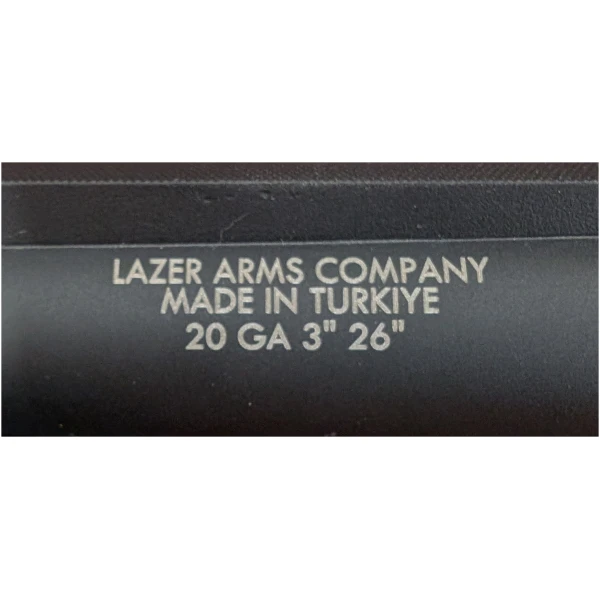 LAZER ARMS COMPANY
MADE IN TURKIYE
20 GA 3" 26"